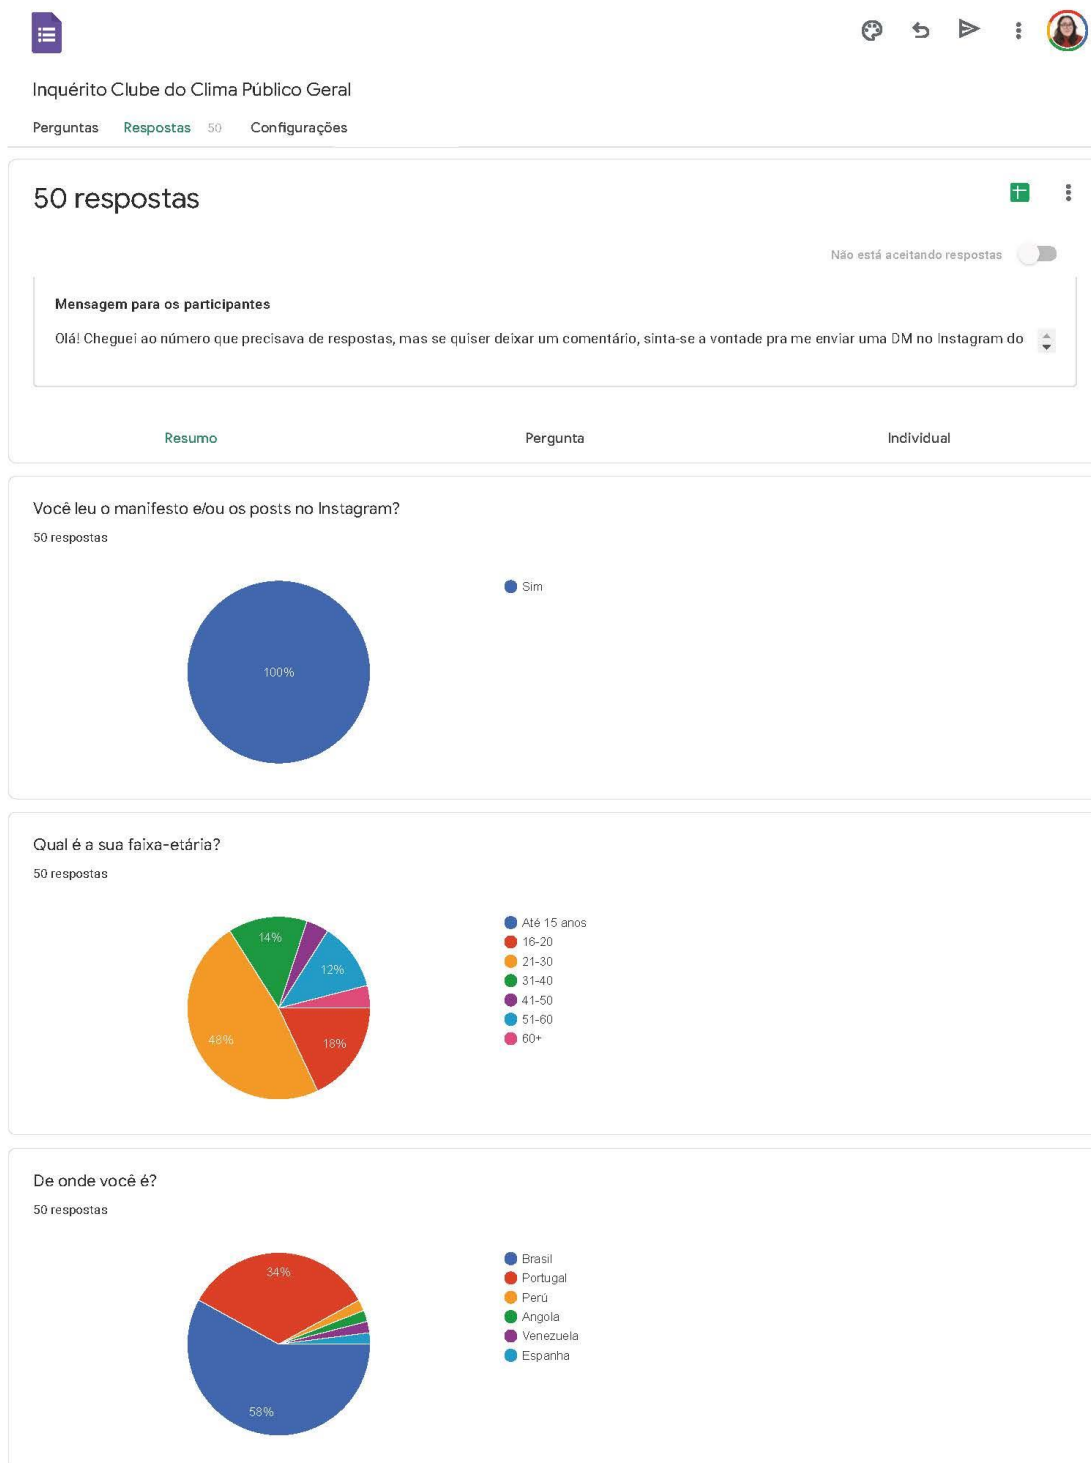 Inquérito Clube do Clima Público Geral
Perguntas Respostas 50 Configurações
50 respostas
Não está aceitando respostas
Mensagem para os participantes
Olá! Cheguei ao número que precisava de respostas, mas se quiser deixar um comentário, sinta-se a vontade pra me enviar uma DM no Instagram do
Resumo Pergunta Individual
Você leu o manifesto e/ou os posts no Instagram?
50 respostas
Sim
100%
Qual é a sua faixa-etária?
50 respostas
Até 15 anos
16-20
21-30
31-40
41-50
51-60
60+
14%
12%
48%
18%
De onde você é?
50 respostas
Brasil
Portugal
Perú
Angola
Venezuela
Espanha
34%
58%